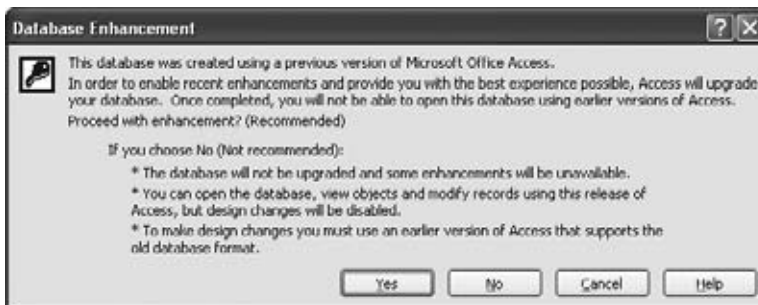 Database Enhancement
This database was created using a previous version of Microsoft Office Access.
In order to enable recent enhancements and provide you with the best experience possible, Access will upgrade
your database. Once completed, you will not be able to open this database using earlier versions of Access.
Proceed with enhancement? (Recommended)
If you choose No (Not recommended):
* The database will not be upgraded and some enhancements will be unavailable.
* You can open the database, view objects and modify records using this release of
Access, but design changes will be disabled.
* To make design changes you must use an earlier version of Access that supports the
old database format.
Yes No Cancel Help